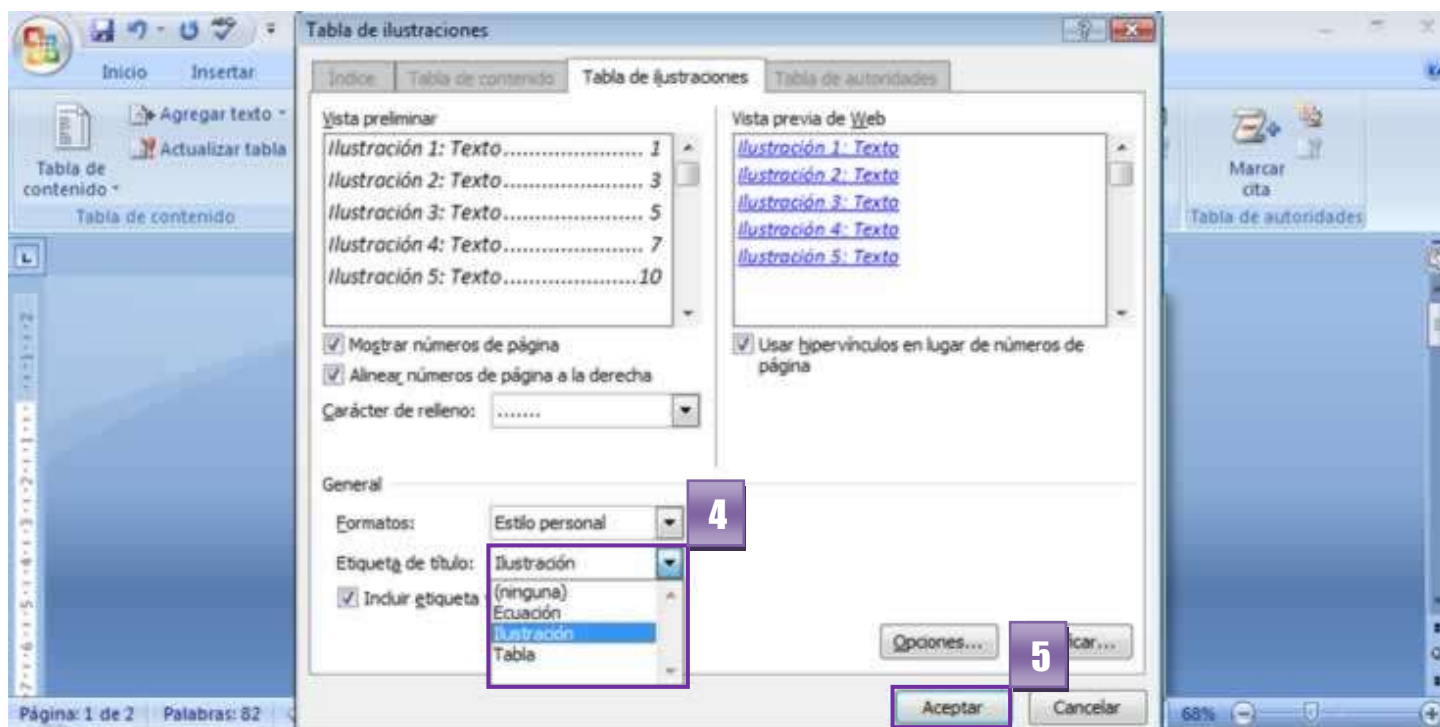 Tabla de ilustraciones
Inicio Insertar
Agregar texto
Actualizar tabla
Tabla de
contenido
Tabla de contenido
Índice Tabla de contenido Tabla de ilustraciones Tabla de autoridades
Vista preliminar
Ilustración 1: Texto...................... 1
Ilustración 2: Texto...................... 3
Ilustración 3: Texto...................... 5
Ilustración 4: Texto...................... 7
Ilustración 5: Texto......................10
Vista previa de Web
Ilustración 1: Texto
Ilustración 2: Texto
Ilustración 3: Texto
Ilustración 4: Texto
Ilustración 5: Texto
Mostrar números de página
Alinear números de página a la derecha
Carácter de relleno: .......
Usar hipervínculos en lugar de números de
página
Marcar
cita
Tabla de autoridades
General
Formatos: Estilo personal
4
Etiqueta de título: Ilustración
Incluir etiqueta
(ninguna)
Ecuación
Ilustración
Tabla
Opciones...
5
icar...
Aceptar Cancelar
Página: 1 de 2 Palabras: 82
68%